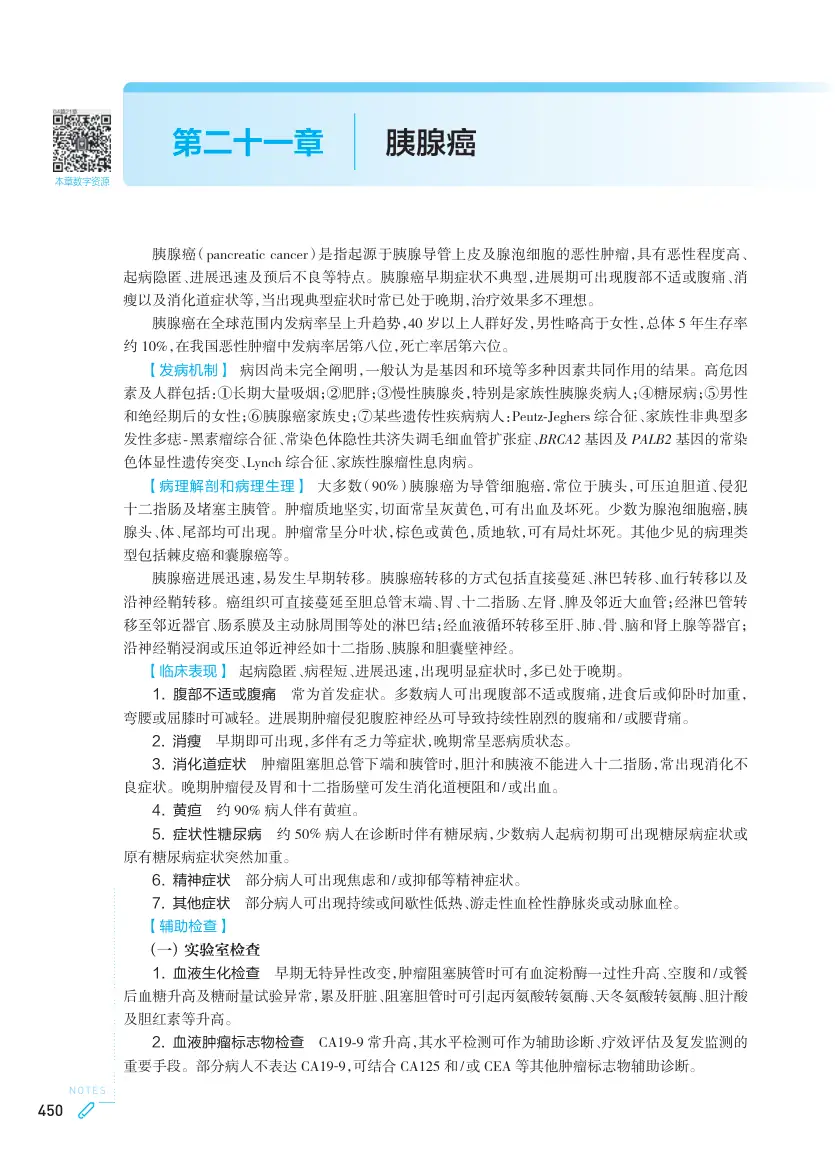 第二十一章
胰腺癌
本章数字资源
胰腺癌（pancreatic cancer）是指起源于胰腺导管上皮及腺泡细胞的恶性肿瘤，具有恶性程度高、
起病隐匿、进展迅速及预后不良等特点。胰腺癌早期症状不典型，进展期可出现腹部不适或腹痛、消
瘦以及消化道症状等，当出现典型症状时常已处于晚期，治疗效果多不理想。
胰腺癌在全球范围内发病率呈上升趋势，40 岁以上人群好发，男性略高于女性，总体 5 年生存率
约 10%，在我国恶性肿瘤中发病率居第八位，死亡率居第六位。
【发病机制】 病因尚未完全阐明，一般认为是基因和环境等多种因素共同作用的结果。高危因
素及人群包括：①长期大量吸烟；②肥胖；③慢性胰腺炎，特别是家族性胰腺炎病人；④糖尿病；⑤男性
和绝经期后的女性；⑥胰腺癌家族史；⑦某些遗传性疾病病人：Peutz-Jeghers 综合征、家族性非典型多
发性多痣-黑素瘤综合征、常染色体隐性共济失调毛细血管扩张症、BRCA2 基因及 PALB2 基因的常染
色体显性遗传突变、Lynch 综合征、家族性腺瘤性息肉病。
【病理解剖和病理生理】 大多数（90%）胰腺癌为导管细胞癌，常位于胰头，可压迫胆道、侵犯
十二指肠及堵塞主胰管。肿瘤质地坚实，切面常呈灰黄色，可有出血及坏死。少数为腺泡细胞癌，胰
腺头、体、尾部均可出现。肿瘤常呈分叶状，棕色或黄色，质地软，可有局灶坏死。其他少见的病理类
型包括棘皮癌和囊腺癌等。
胰腺癌进展迅速，易发生早期转移。胰腺癌转移的方式包括直接蔓延、淋巴转移、血行转移以及
沿神经鞘转移。癌组织可直接蔓延至胆总管末端、胃、十二指肠、左肾、脾及邻近大血管；经淋巴管转
移至邻近器官、肠系膜及主动脉周围等处的淋巴结；经血液循环转移至肝、肺、骨、脑和肾上腺等器官；
沿神经鞘浸润或压迫邻近神经如十二指肠、胰腺和胆囊壁神经。
【临床表现】 起病隐匿、病程短、进展迅速，出现明显症状时，多已处于晚期。
1. 腹部不适或腹痛 常为首发症状。多数病人可出现腹部不适或腹痛，进食后或仰卧时加重，
弯腰或屈膝时可减轻。进展期肿瘤侵犯腹腔神经丛可导致持续性剧烈的腹痛和/或腰背痛。
2. 消瘦 早期即可出现，多伴有乏力等症状，晚期常呈恶病质状态。
3. 消化道症状 肿瘤阻塞胆总管下端和胰管时，胆汁和胰液不能进入十二指肠，常出现消化不
良症状。晚期肿瘤侵及胃和十二指肠壁可发生消化道梗阻和/或出血。
4. 黄疸 约 90% 病人伴有黄疸。
5. 症状性糖尿病 约 50% 病人在诊断时伴有糖尿病，少数病人起病初期可出现糖尿病症状或
原有糖尿病症状突然加重。
6. 精神症状 部分病人可出现焦虑和/或抑郁等精神症状。
7. 其他症状 部分病人可出现持续或间歇性低热、游走性血栓性静脉炎或动脉血栓。
【辅助检查】
（一）实验室检查
1. 血液生化检查 早期无特异性改变，肿瘤阻塞胰管时可有血淀粉酶一过性升高、空腹和/或餐
后血糖升高及糖耐量试验异常，累及肝脏、阻塞胆管时可引起丙氨酸转氨酶、天冬氨酸转氨酶、胆汁酸
及胆红素等升高。
2. 血液肿瘤标志物检查 CA19-9 常升高，其水平检测可作为辅助诊断、疗效评估及复发监测的
重要手段。部分病人不表达 CA19-9，可结合 CA125 和/或 CEA 等其他肿瘤标志物辅助诊断。
NOTES
450